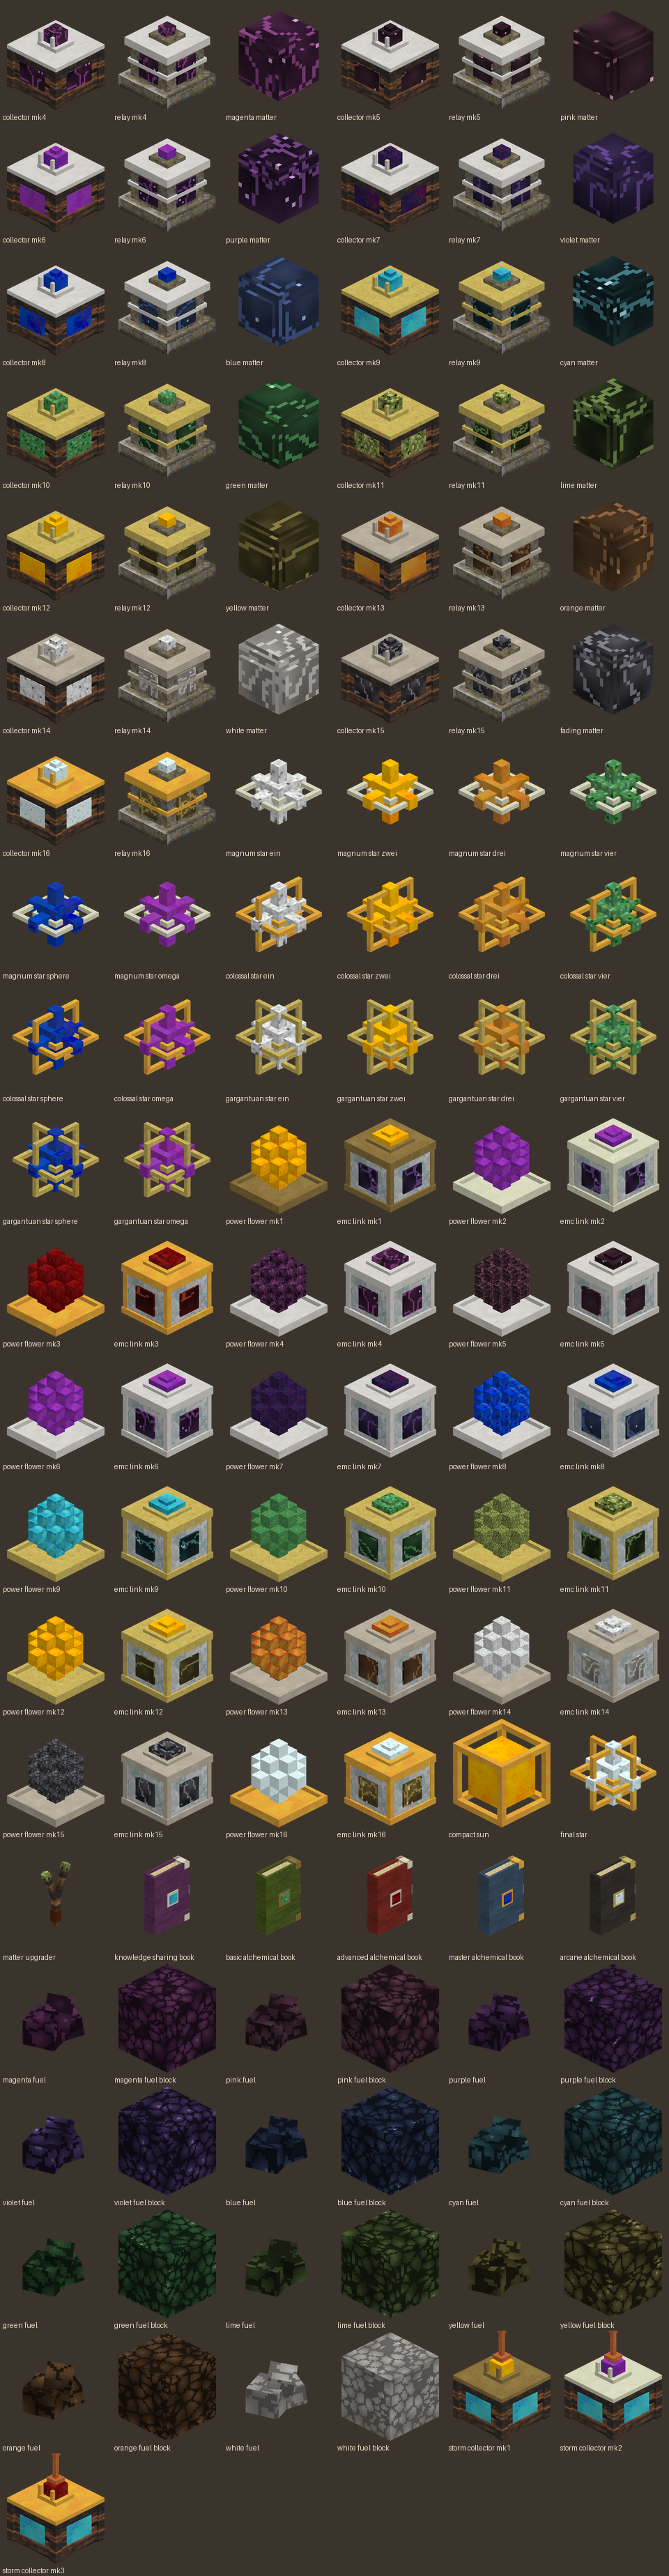 collector mk4
relay mk4
magenta matter
collector mk5
relay mk5
pink matter
collector mk6
relay mk6
purple matter
collector mk7
relay mk7
violet matter
collector mk8
relay mk8
blue matter
collector mk9
relay mk9
cyan matter
collector mk10
relay mk10
green matter
collector mk11
relay mk11
lime matter
collector mk12
relay mk12
yellow matter
collector mk13
relay mk13
orange matter
collector mk14
relay mk14
white matter
collector mk15
relay mk15
fading matter
collector mk16
relay mk16
magnum star ein
magnum star zwei
magnum star drei
magnum star vier
magnum star sphere
magnum star omega
colossal star ein
colossal star zwei
colossal star drei
colossal star vier
colossal star sphere
colossal star omega
gargantuan star ein
gargantuan star zwei
gargantuan star drei
gargantuan star vier
gargantuan star sphere
gargantuan star omega
power flower mk1
emc link mk1
power flower mk2
emc link mk2
power flower mk3
emc link mk3
power flower mk4
emc link mk4
power flower mk5
emc link mk5
power flower mk6
emc link mk6
power flower mk7
emc link mk7
power flower mk8
emc link mk8
power flower mk9
emc link mk9
power flower mk10
emc link mk10
power flower mk11
emc link mk11
power flower mk12
emc link mk12
power flower mk13
emc link mk13
power flower mk14
emc link mk14
power flower mk15
emc link mk15
power flower mk16
emc link mk16
compact sun
final star
matter upgrader
knowledge sharing book
basic alchemical book
advanced alchemical book
master alchemical book
arcane alchemical book
magenta fuel
magenta fuel block
pink fuel
pink fuel block
purple fuel
purple fuel block
violet fuel
violet fuel block
blue fuel
blue fuel block
cyan fuel
cyan fuel block
green fuel
green fuel block
lime fuel
lime fuel block
yellow fuel
yellow fuel block
orange fuel
orange fuel block
white fuel
white fuel block
storm collector mk1
storm collector mk2
storm collector mk3